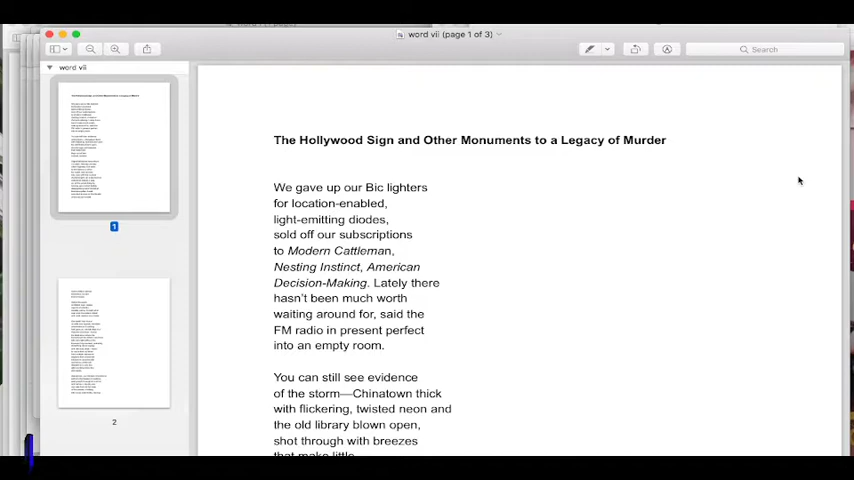 word vii (page 1 of 3)
Search
word vii
The Hollywood Sign and Other Monuments to a Legacy of Murder
We gave up our Bic lighters
for location-enabled,
light-emitting diodes,
sold off our subscriptions
to Modern Cattleman,
Nesting Instinct, American
Decision-Making. Lately there
hasn't been much worth
waiting around for, said the
FM radio in present perfect
into an empty room.
You can still see evidence
of the storm—Chinatown thick
with flickering, twisted neon and
the old library blown open,
shot through with breezes
that make little
1
2